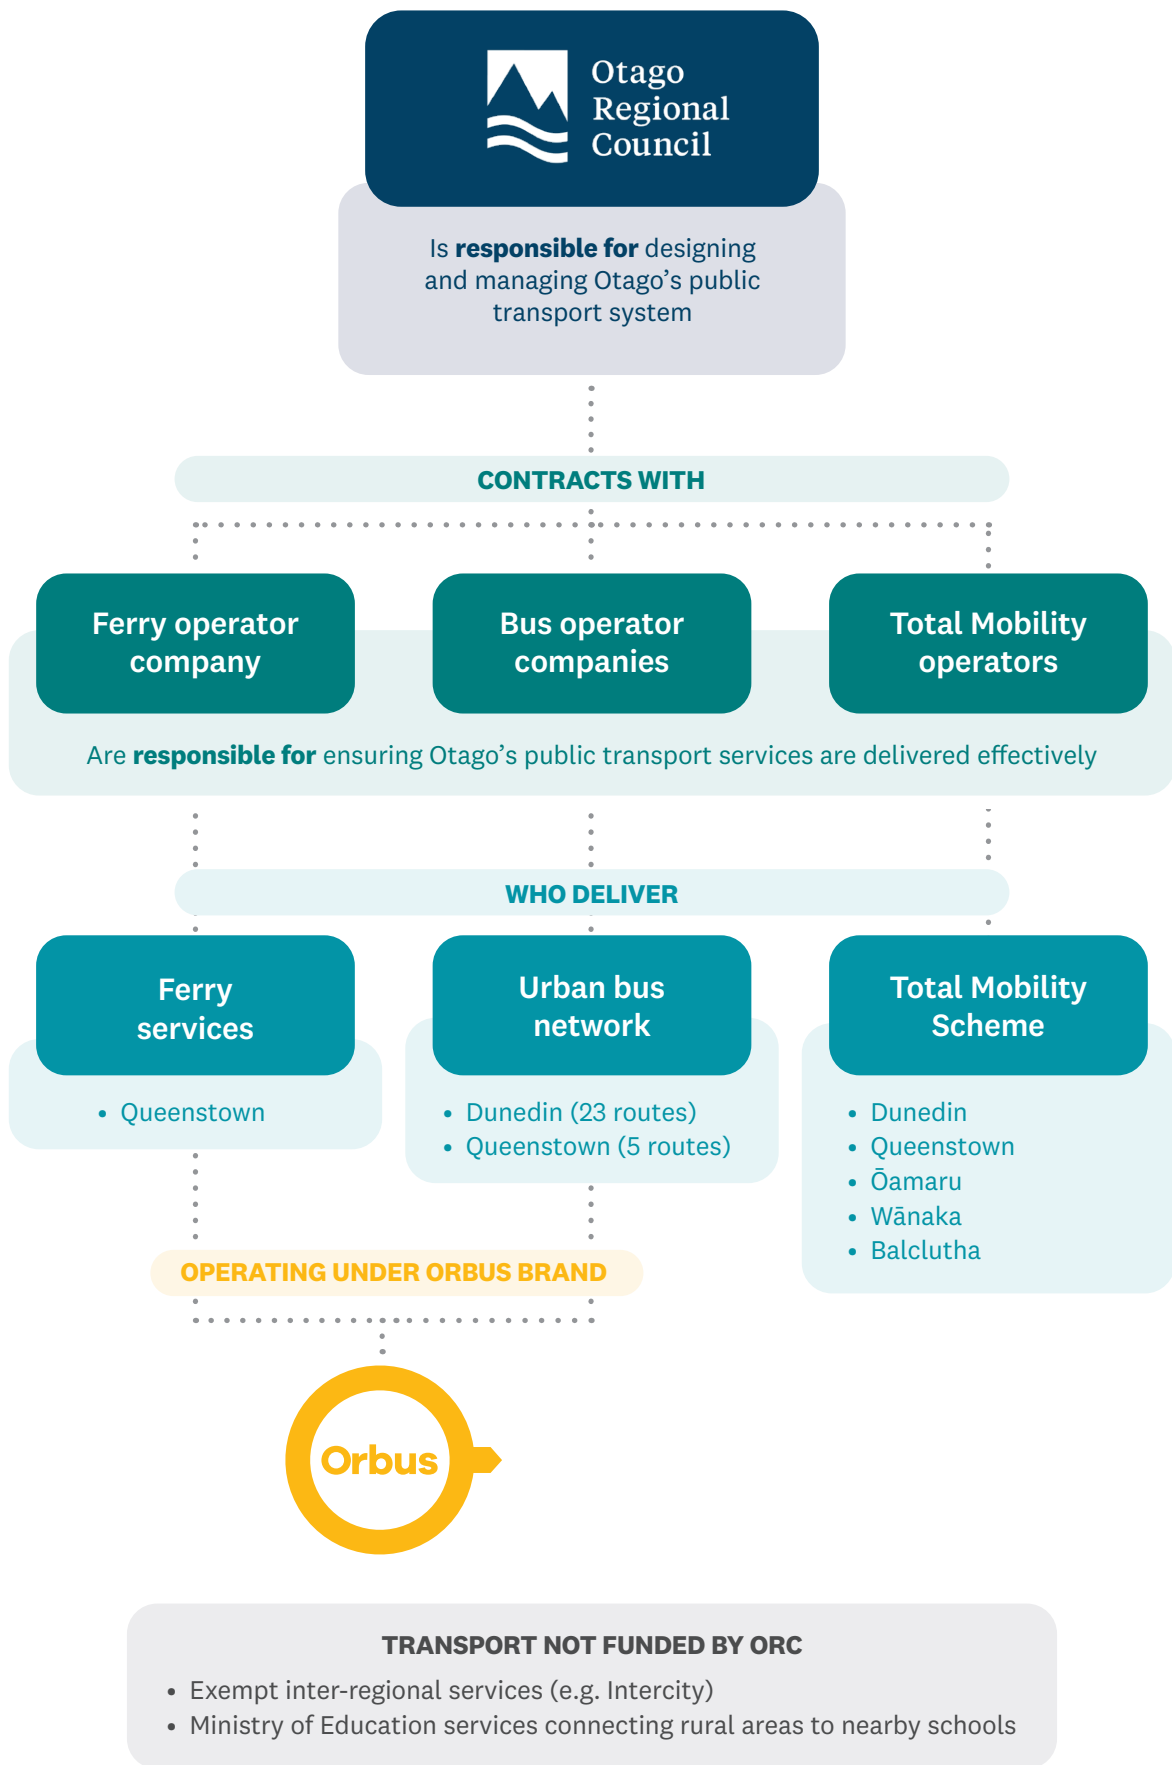 Otago
Regional
Council
Is responsible for designing
and managing Otago's public
transport system
CONTRACTS WITH
Ferry operator
company
Bus operator
companies
Total Mobility
operators
Are responsible for ensuring Otago's public transport services are delivered effectively
WHO DELIVER
Ferry
services
• Queenstown
Urban bus
network
• Dunedin (23 routes)
• Queenstown (5 routes)
Total Mobility
Scheme
• Dunedin
• Queenstown
• Ōamaru
• Wānaka
• Balclutha
OPERATING UNDER ORBUS BRAND
Orbus
TRANSPORT NOT FUNDED BY ORC
• Exempt inter-regional services (e.g. Intercity)
• Ministry of Education services connecting rural areas to nearby schools